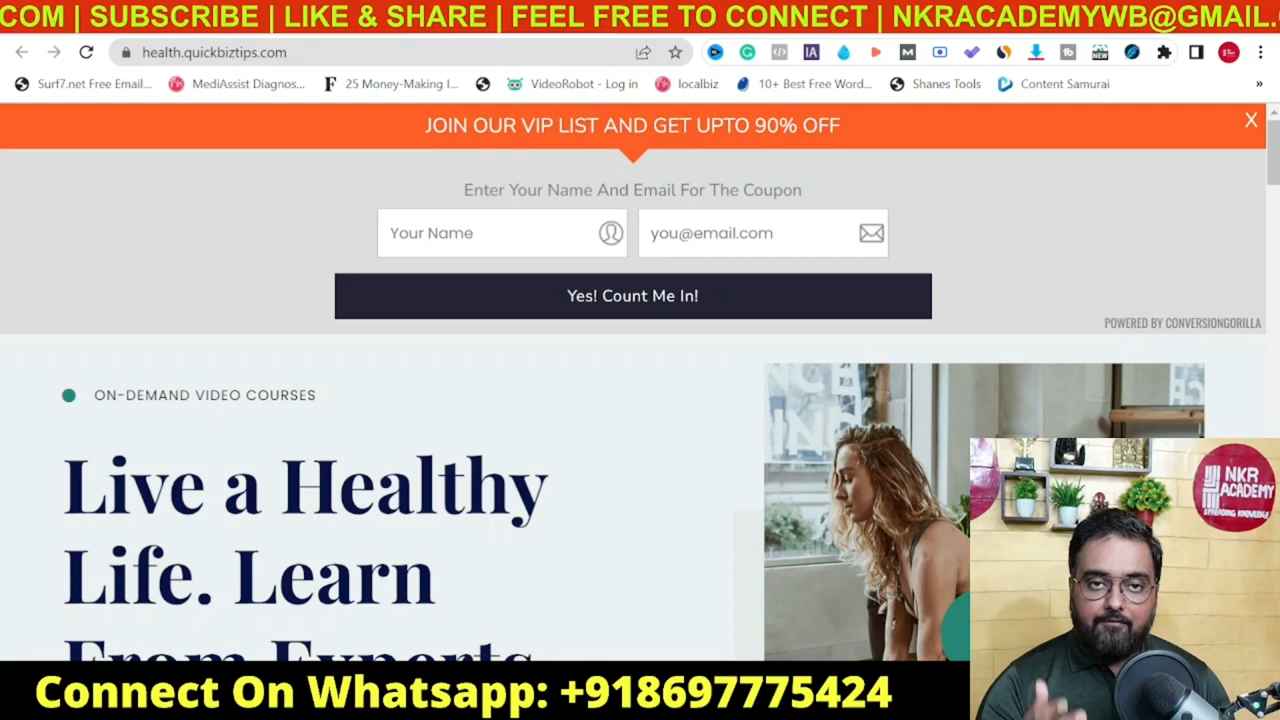 COM | SUBSCRIBE | LIKE & SHARE | FEEL FREE TO CONNECT | NKRACADEMYWB@GMAIL.
health.quickbiztips.com
Surf7.net Free Email... MediAssist Diagnos... 25 Money-Making I... VideoRobot - Log in localbiz 10+ Best Free Word... Shanes Tools Content Samurai »
JOIN OUR VIP LIST AND GET UPTO 90% OFF X
Enter Your Name And Email For The Coupon
Your Name you@email.com
Yes! Count Me In!
POWERED BY CONVERSIONGORILLA
ON-DEMAND VIDEO COURSES
Live a Healthy
Life. Learn
From Experts
NKR
ACADEMY
SPREADING KNOWLEDGE
Connect On Whatsapp: +918697775424